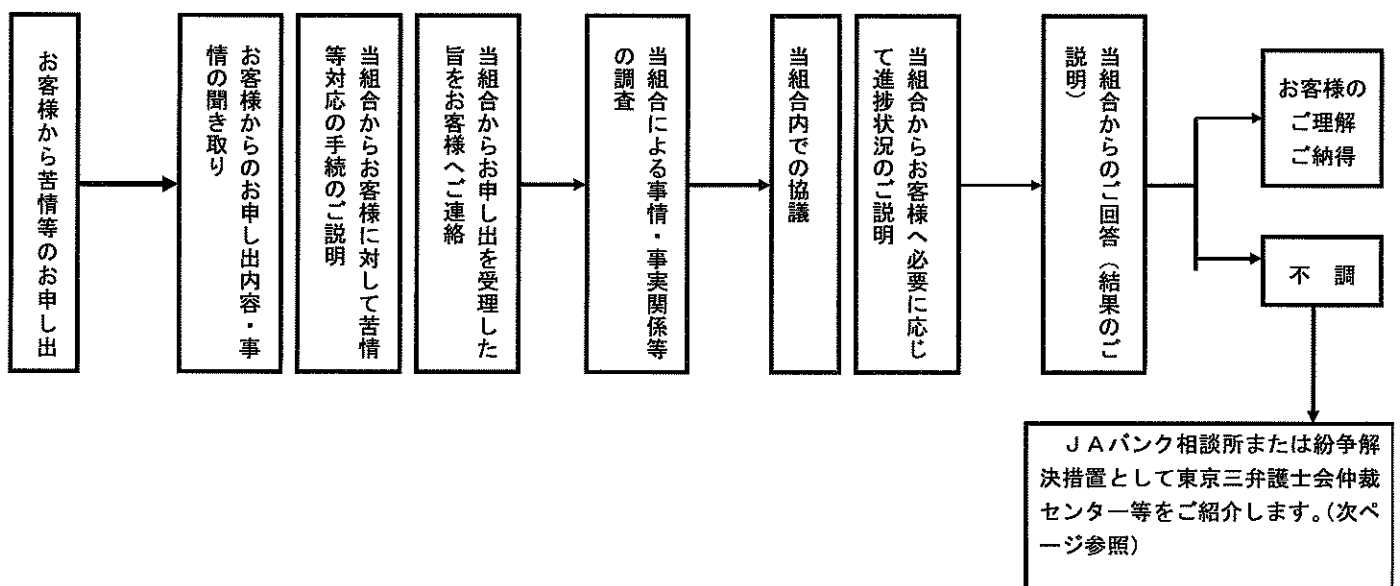 お客様から苦情等のお申し出
お客様からのお申し出内容・事
情の聞き取り
当組合からお客様に対して苦情
等対応の手続のご説明
当組合からお申し出を受理した
旨をお客様へご連絡
当組合による事情・事実関係等
の調査
当組合内での協議
当組合からお客様へ必要に応じ
て進捗状況のご説明
当組合からのご回答（結果のご
説明）
お客様の
ご理解
ご納得
不　調
ＪＡバンク相談所または紛争解
決措置として東京三弁護士会仲裁
センター等をご紹介します。(次ペ
ージ参照）